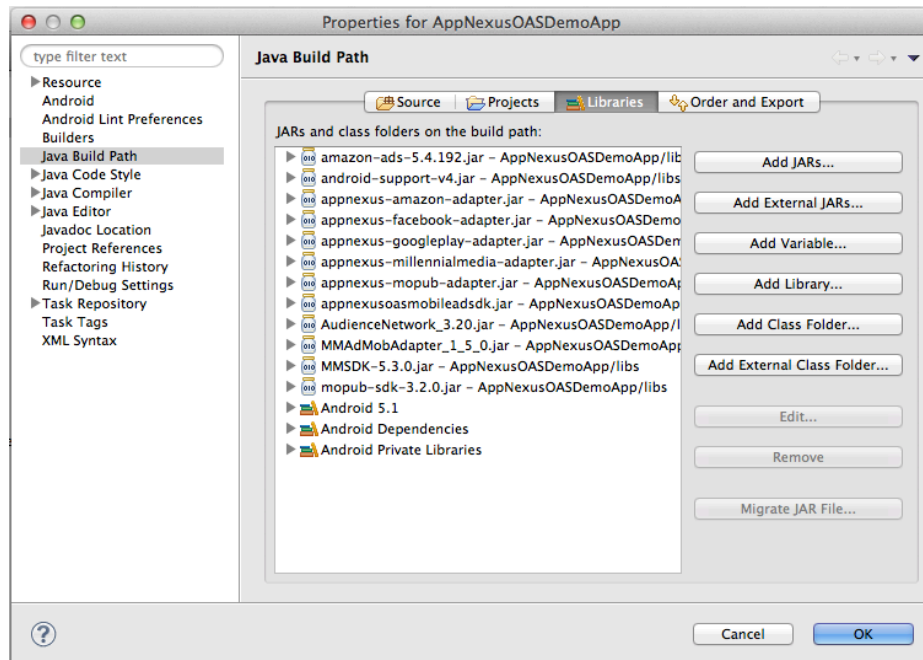 Properties for AppNexusOASDemoApp
type filter text
Resource
Android
Android Lint Preferences
Builders
Java Build Path
Java Code Style
Java Compiler
Java Editor
Javadoc Location
Project References
Refactoring History
Run/Debug Settings
Task Repository
Task Tags
XML Syntax
Java Build Path
Source Projects Libraries Order and Export
JARs and class folders on the build path:
amazon-ads-5.4.192.jar – AppNexusOASDemoApp/lib
android-support-v4.jar – AppNexusOASDemoApp/libs
appnexus-amazon-adapter.jar – AppNexusOASDemoA
appnexus-facebook-adapter.jar – AppNexusOASDemo
appnexus-googleplay-adapter.jar – AppNexusOASDem
appnexus-millennialmedia-adapter.jar – AppNexusOAS
appnexus-mopub-adapter.jar – AppNexusOASDemoAp
appnexusoasmobileadsdk.jar – AppNexusOASDemoAp
AudienceNetwork_3.20.jar – AppNexusOASDemoApp/l
MMAdMobAdapter_1_5_0.jar – AppNexusOASDemoApp
MMSDK-5.3.0.jar – AppNexusOASDemoApp/libs
mopub-sdk-3.2.0.jar – AppNexusOASDemoApp/libs
Android 5.1
Android Dependencies
Android Private Libraries
Add JARs...
Add External JARs...
Add Variable...
Add Library...
Add Class Folder...
Add External Class Folder...
Edit...
Remove
Migrate JAR File...
?
Cancel
OK